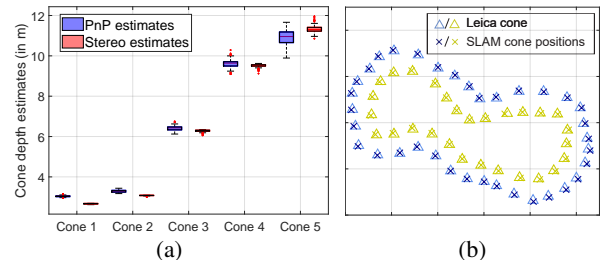 Cone depth estimates (in m)
12
10
8
6
4
PnP estimates
Stereo estimates
Cone 1 Cone 2 Cone 3 Cone 4 Cone 5
(a)
△/△ Leica cone
×/× SLAM cone positions
(b)